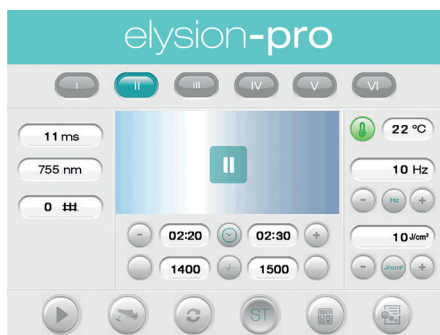 elysion-pro
I II III IV V VI
11 ms
755 nm
0
22 ºC
10 Hz
- Hz +
10 J/cm²
- J/cm² +
- 02:20 02:30 +
1400 1500
ST